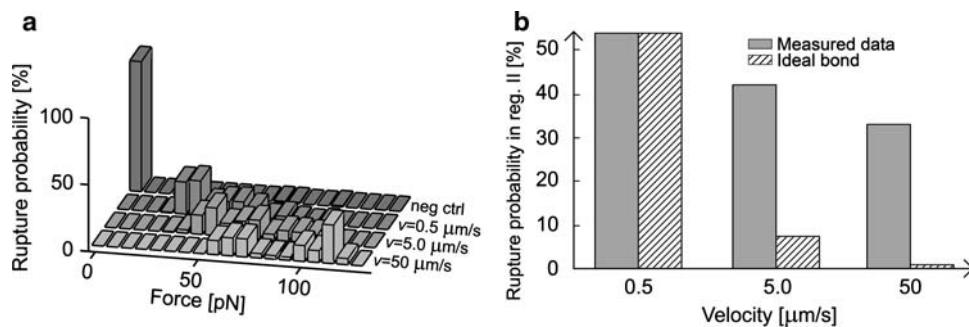 a
Rupture probability [%]
100
50
0
0
50
100
Force [pN]
neg ctrl
v=0.5 μm/s
v=5.0 μm/s
v=50 μm/s
b
Rupture probability in reg. II [%]
50
40
30
20
10
0
Measured data
Ideal bond
0.5
5.0
50
Velocity [μm/s]